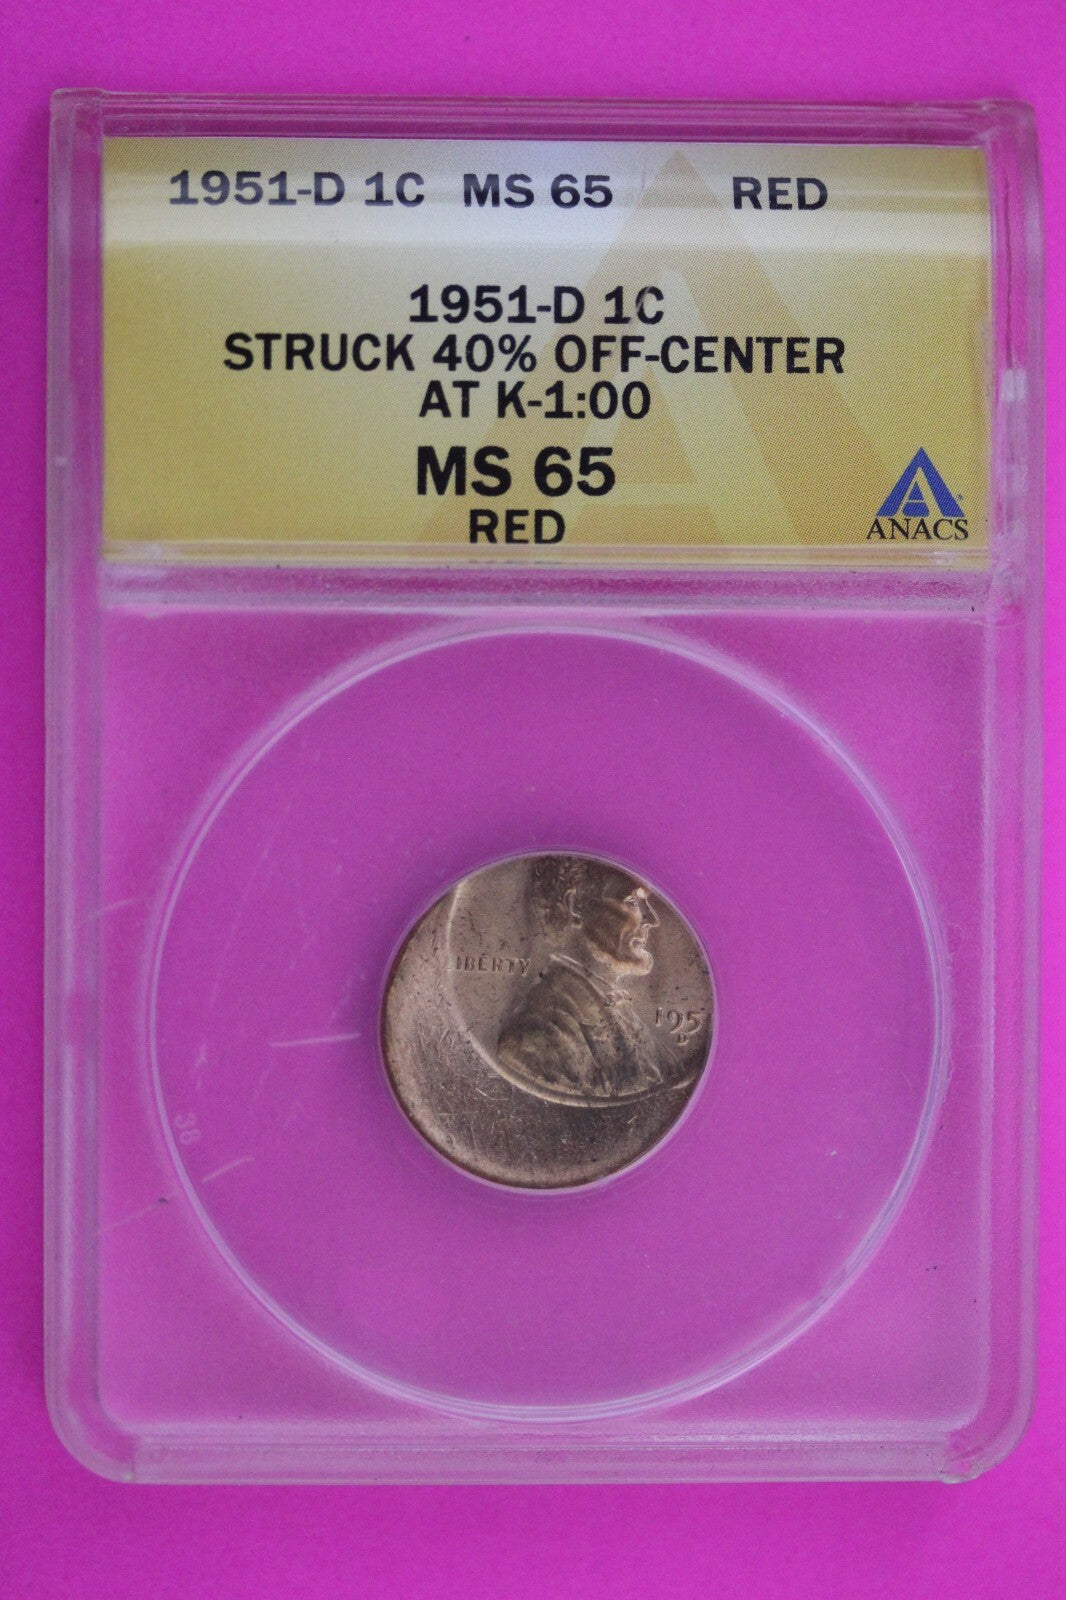 1951-D 1C MS 65 RED
1951-D 1C
STRUCK 40% OFF-CENTER
AT K-1:00
MS 65
RED
ANACS
LIBERTY
195
D
38